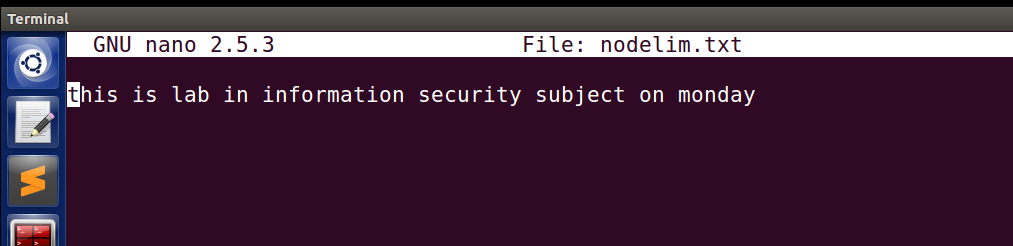 Terminal
GNU nano 2.5.3 File: nodelim.txt
this is lab in information security subject on monday